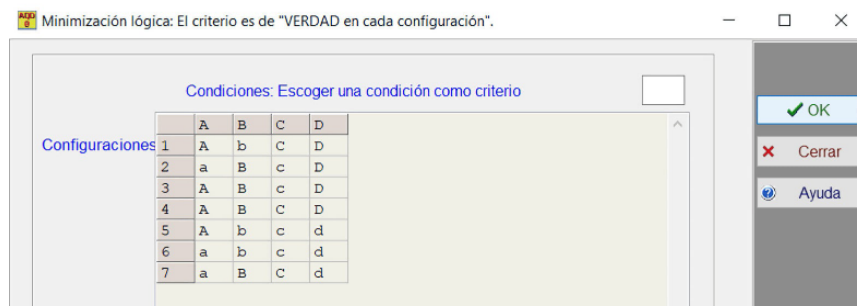 AQD
Minimización lógica: El criterio es de "VERDAD en cada configuración".
Condiciones: Escoger una condición como criterio
OK
Configuraciones
A B C D
1 A b C D
2 a B c D
3 A B c D
4 A B C D
5 A b c d
6 a b c d
7 a B C d
Cerrar
Ayuda